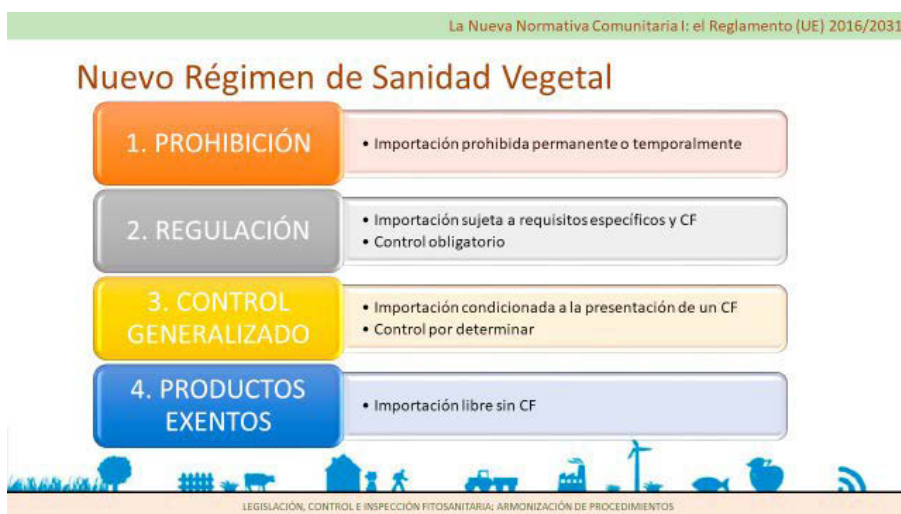 La Nueva Normativa Comunitaria I: el Reglamento (UE) 2016/2031
Nuevo Régimen de Sanidad Vegetal
1. PROHIBICIÓN
• Importación prohibida permanente o temporalmente
2. REGULACIÓN
• Importación sujeta a requisitos específicos y CF
• Control obligatorio
3. CONTROL
GENERALIZADO
• Importación condicionada a la presentación de un CF
• Control por determinar
4. PRODUCTOS
EXENTOS
• Importación libre sin CF
LEGISLACIÓN, CONTROL E INSPECCIÓN FITOSANITARIA; ARMONIZACIÓN DE PROCEDIMIENTOS